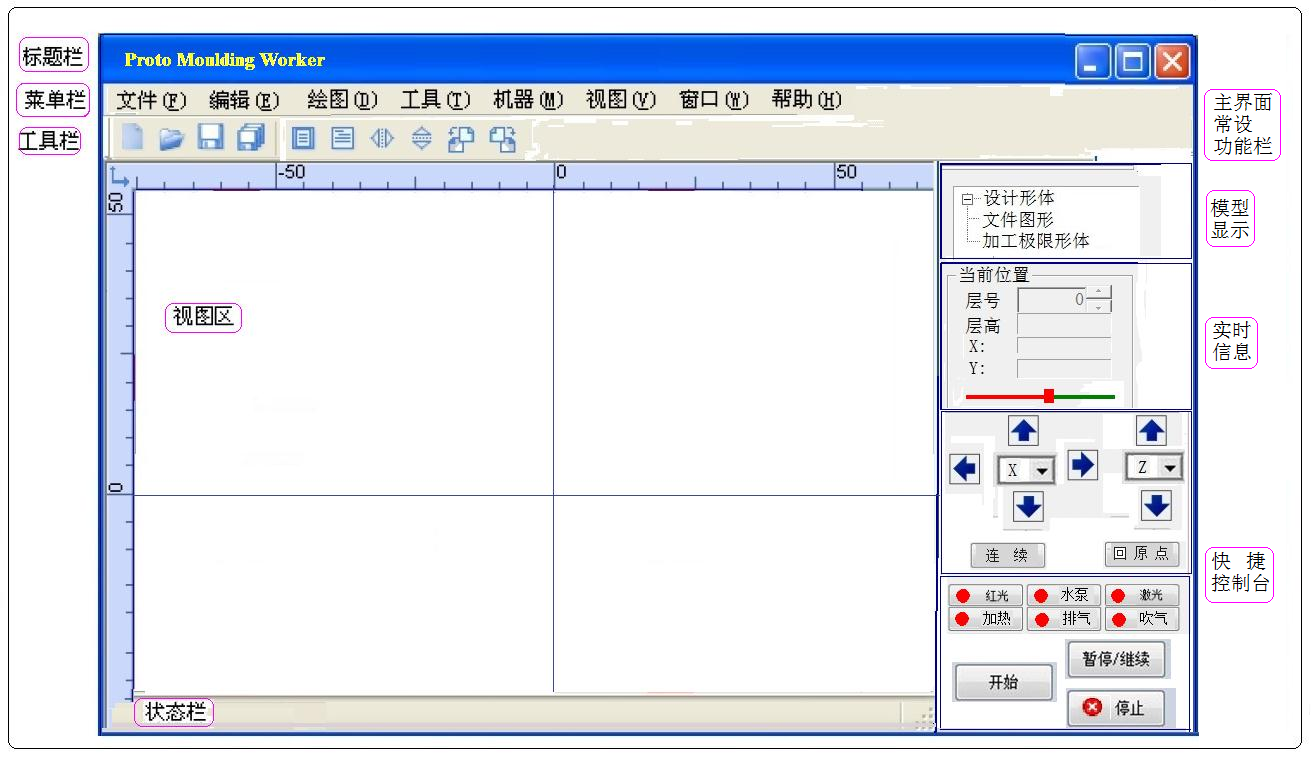 标题栏
Proto Moulding Worker
菜单栏
文件(F) 编辑(E) 绘图(D) 工具(T) 机器(M) 视图(V) 窗口(W) 帮助(H)
工具栏
主界面
常设
功能栏
-50 0 50
50
0
设计形体
文件图形
加工极限形体
模型
显示
视图区
当前位置
层号 0
层高
X:
Y:
实时
信息
X
Z
连 续
回 原 点
快 捷
控制台
红光 水泵 激光
加热 排气 吹气
暂停/继续
开始
停止
状态栏